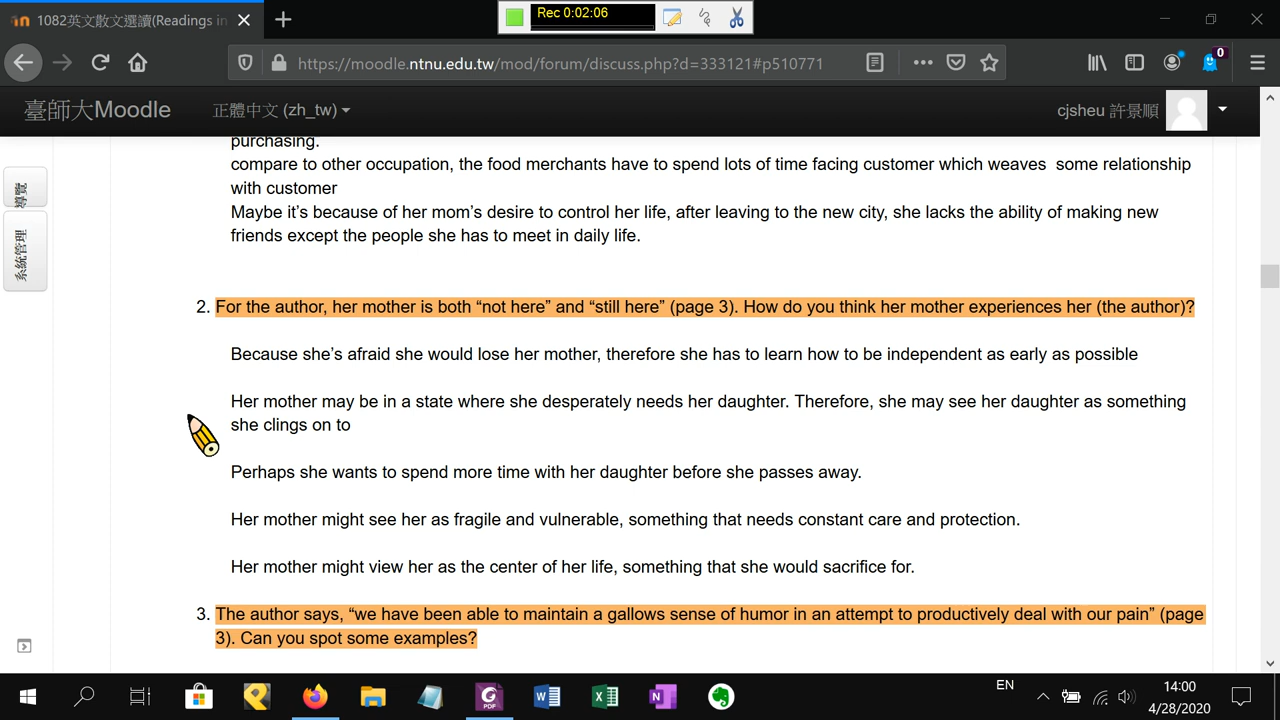 1082英文散文選讀(Readings in
Rec 0:02:06
https://moodle.ntnu.edu.tw/mod/forum/discuss.php?d=333121#p510771
0
臺師大Moodle
正體中文 (zh_tw)
cjsheu 許景順
導覽
系統管理
purchasing.
compare to other occupation, the food merchants have to spend lots of time facing customer which weaves some relationship
with customer
Maybe it’s because of her mom’s desire to control her life, after leaving to the new city, she lacks the ability of making new
friends except the people she has to meet in daily life.
2. For the author, her mother is both “not here” and “still here” (page 3). How do you think her mother experiences her (the author)?
Because she’s afraid she would lose her mother, therefore she has to learn how to be independent as early as possible
Her mother may be in a state where she desperately needs her daughter. Therefore, she may see her daughter as something
she clings on to
Perhaps she wants to spend more time with her daughter before she passes away.
Her mother might see her as fragile and vulnerable, something that needs constant care and protection.
Her mother might view her as the center of her life, something that she would sacrifice for.
3. The author says, “we have been able to maintain a gallows sense of humor in an attempt to productively deal with our pain” (page
3). Can you spot some examples?
PDF
EN
14:00
4/28/2020